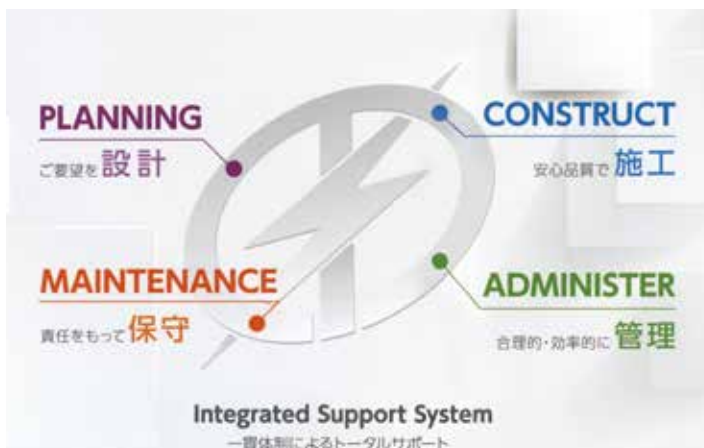 PLANNING
ご要望を 設計
CONSTRUCT
安心品質で 施工
MAINTENANCE
責任をもって 保守
ADMINISTER
合理的・効率的に 管理
Integrated Support System
一貫体制によるトータルサポート